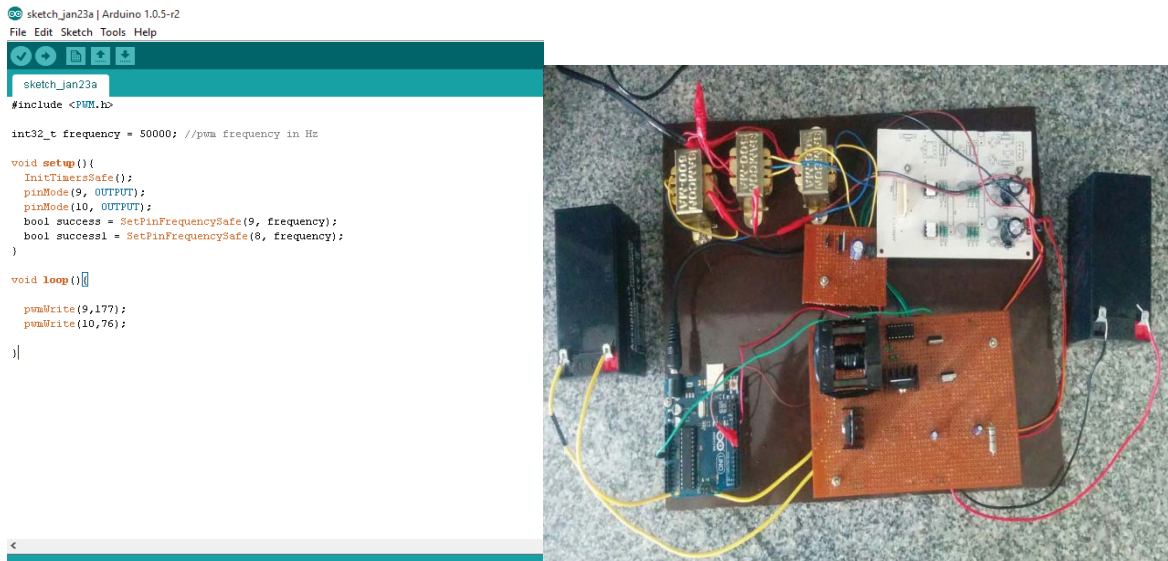 sketch_jan23a | Arduino 1.0.5-r2
File Edit Sketch Tools Help
sketch_jan23a
#include <PWM.h>
int32_t frequency = 50000; //pwm frequency in Hz
void setup(){
InitTimersSafe();
pinMode(9, OUTPUT);
pinMode(10, OUTPUT);
bool success = SetPinFrequencySafe(9, frequency);
bool success1 = SetPinFrequencySafe(8, frequency);
}
void loop(){
pwmWrite(9,177);
pwmWrite(10,76);
}
UNO